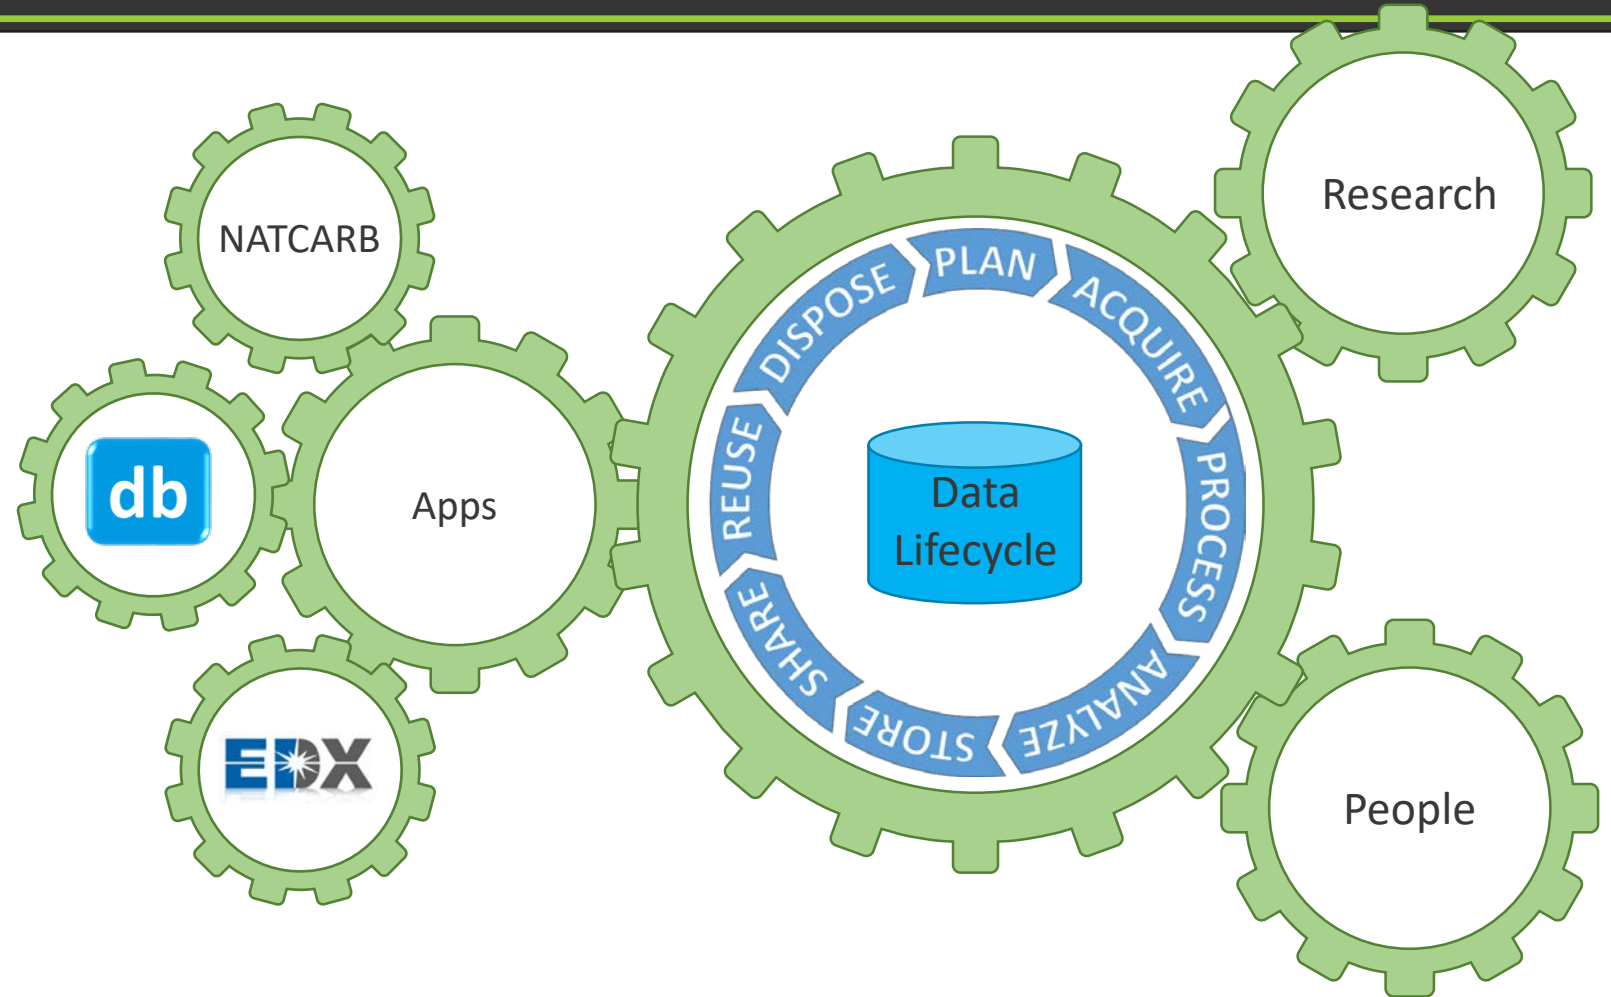 NATCARB
db
EDX
Apps
PLAN
ACQUIRE
PROCESS
ANALYZE
STORE
SHARE
REUSE
DISPOSE
Data
Lifecycle
Research
People